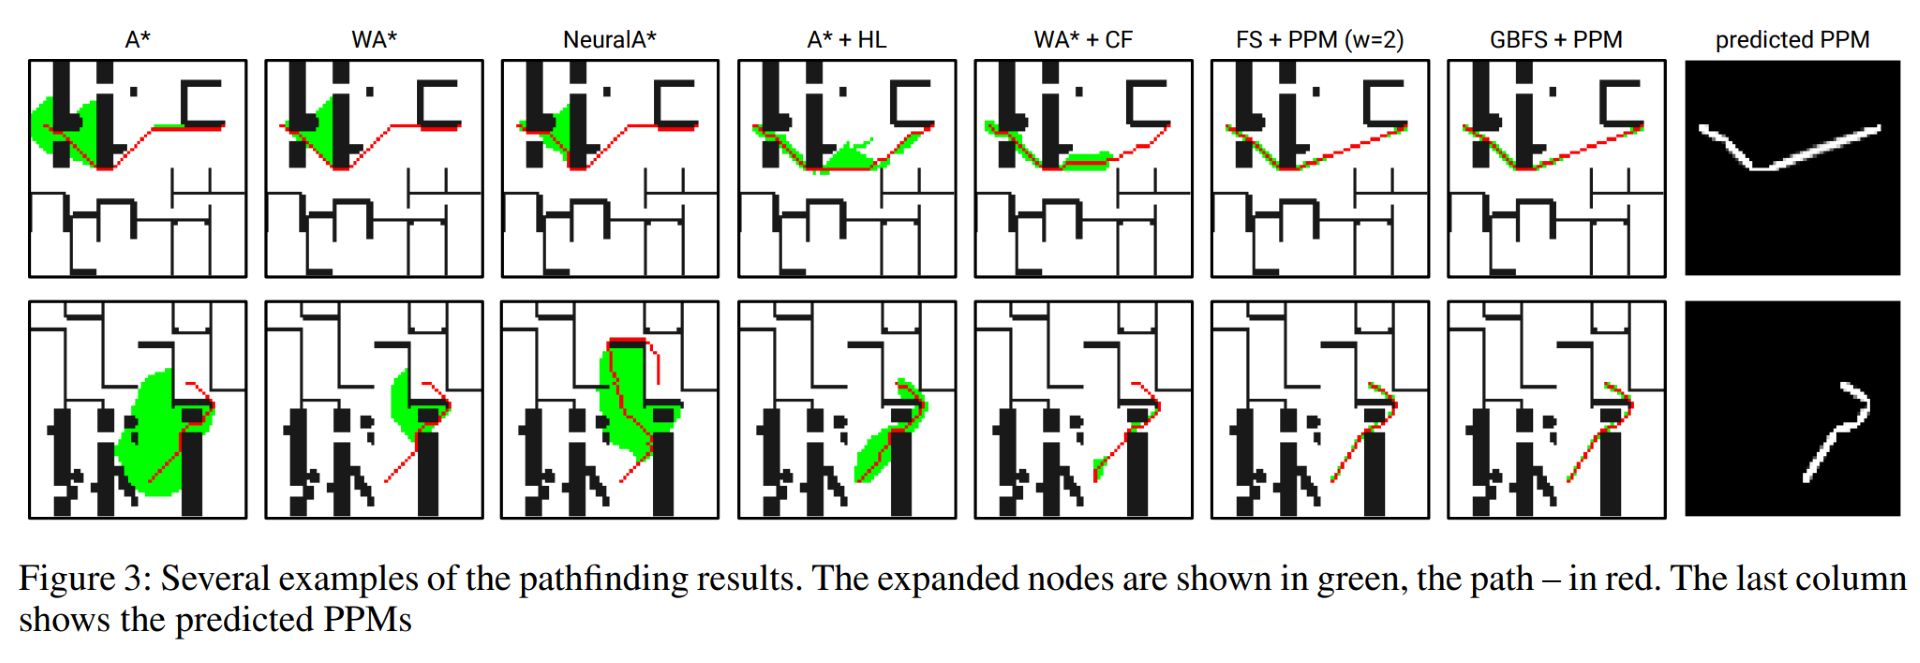 A* WA* NeuralA* A* + HL WA* + CF FS + PPM (w=2) GBFS + PPM predicted PPM
Figure 3: Several examples of the pathfinding results. The expanded nodes are shown in green, the path – in red. The last column
shows the predicted PPMs